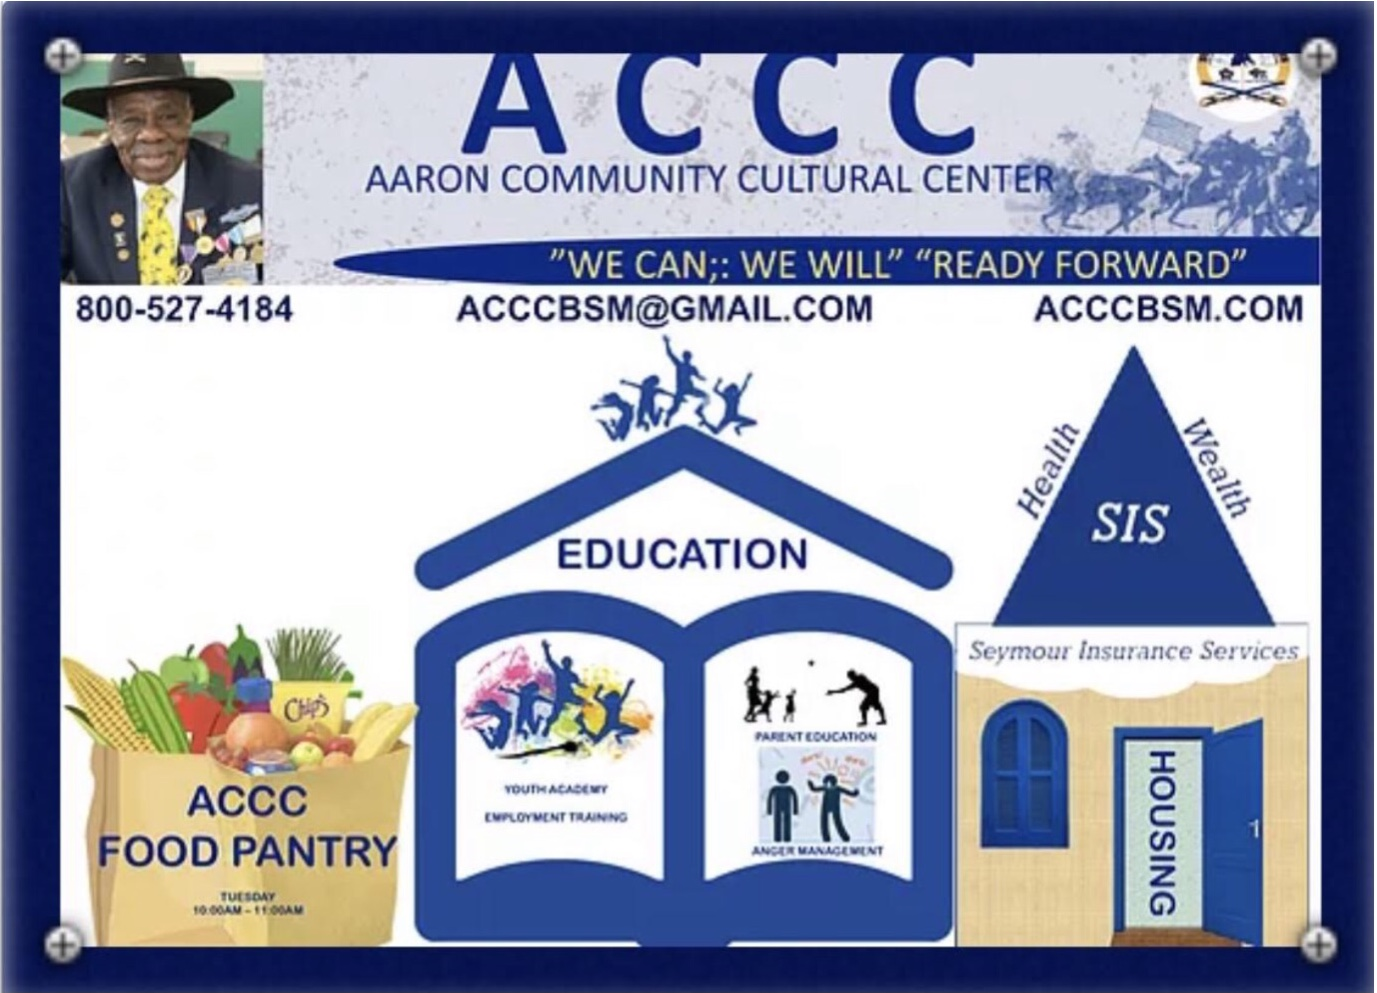 A C C C
AARON COMMUNITY CULTURAL CENTER
"WE CAN;: WE WILL" "READY FORWARD"
800-527-4184 ACCCBSM@GMAIL.COM ACCCBSM.COM
Health
Wealth
SIS
EDUCATION
Seymour Insurance Services
Chips
YOUTH ACADEMY
EMPLOYMENT TRAINING
PARENT EDUCATION
ANGER MANAGEMENT
HOUSING
ACCC
FOOD PANTRY
TUESDAY
10:00AM – 11:00AM